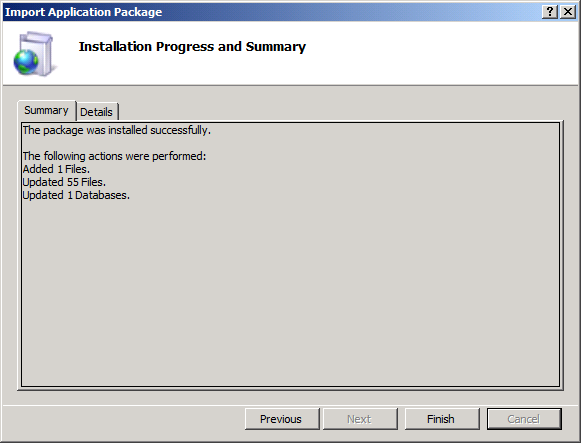 Import Application Package
Installation Progress and Summary
Summary
Details
The package was installed successfully.
The following actions were performed:
Added 1 Files.
Updated 55 Files.
Updated 1 Databases.
Previous
Next
Finish
Cancel